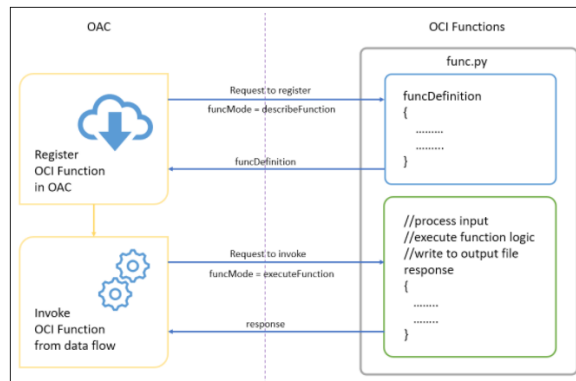 OAC
OCI Functions
func.py
Request to register
funcMode = describeFunction
funcDefinition
{
.........
.........
}
Register
OCI Function
in OAC
funcDefinition
//process input
//execute function logic
//write to output file
response
{
........
........
}
Request to invoke
funcMode = executeFunction
Invoke
OCI Function
from data flow
response